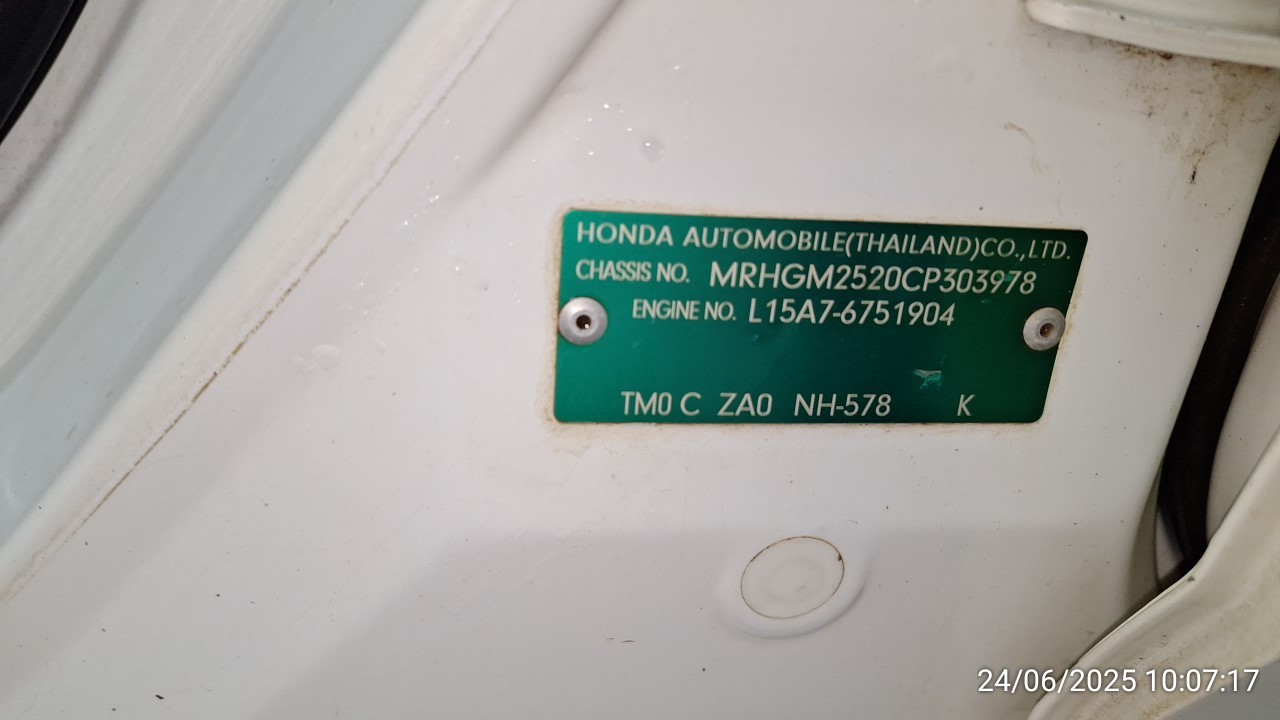 HONDA AUTOMOBILE(THAILAND)CO.,LTD.
CHASSIS NO. MRHGM2520CP303978
ENGINE NO. L15A7-6751904
TM0 C ZA0 NH-578 K
24/06/2025 10:07:17